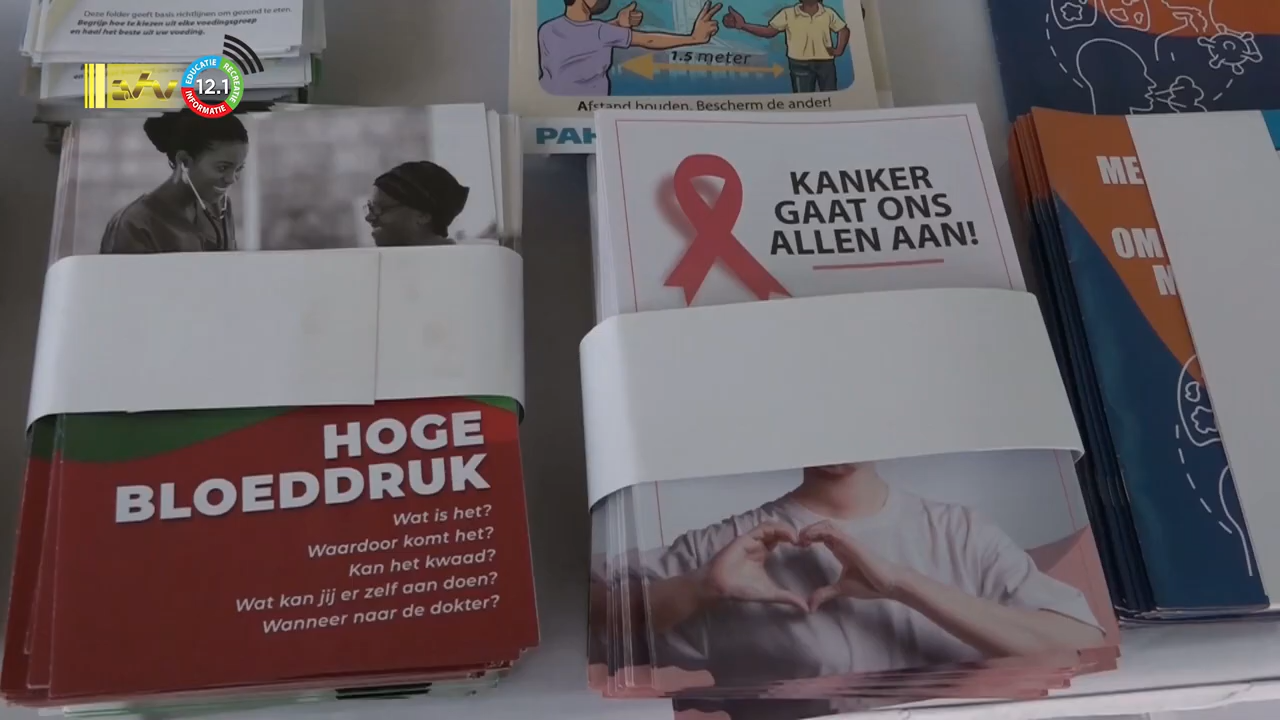 Deze folder geeft basis richtlijnen om gezond te eten.
Begrijp hoe te kiezen uit elke voedingsgroep
en haal het beste uit uw voeding.
EDUCATIE
RECREATIE
INFORMATIE
12.1
1.5 meter
Afstand houden. Bescherm de ander!
PAH
KANKER
GAAT ONS
ALLEN AAN!
ME
OM
N
HOGE
BLOEDDRUK
Wat is het?
Waardoor komt het?
Kan het kwaad?
Wat kan jij er zelf aan doen?
Wanneer naar de dokter?